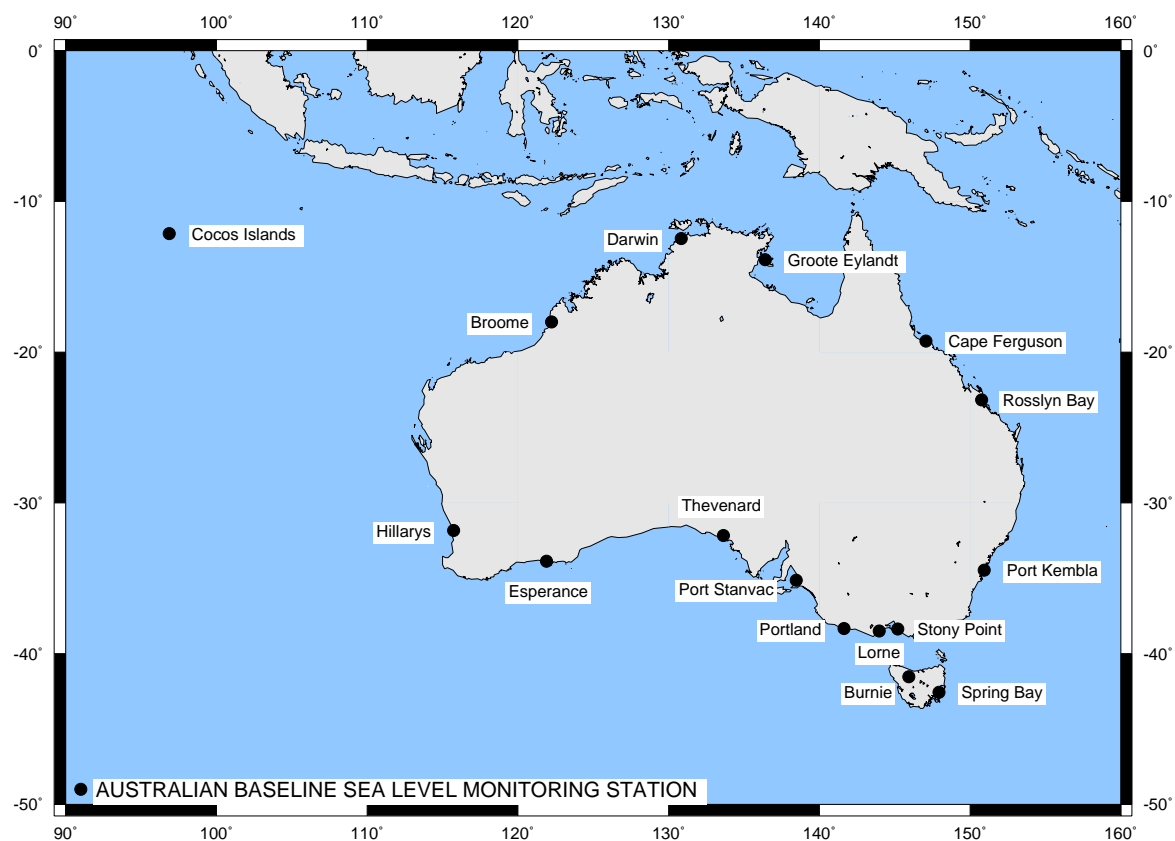 90˚ 100˚ 110˚ 120˚ 130˚ 140˚ 150˚ 160˚
0˚ 0˚
-10˚ -10˚
Cocos Islands
Darwin
Groote Eylandt
Broome
Cape Ferguson
-20˚ -20˚
Rosslyn Bay
-30˚ -30˚
Thevenard
Hillarys
Port Kembla
Esperance
Port Stanvac
Portland
Stony Point
Lorne
-40˚ -40˚
Burnie
Spring Bay
AUSTRALIAN BASELINE SEA LEVEL MONITORING STATION
-50˚ -50˚
90˚ 100˚ 110˚ 120˚ 130˚ 140˚ 150˚ 160˚